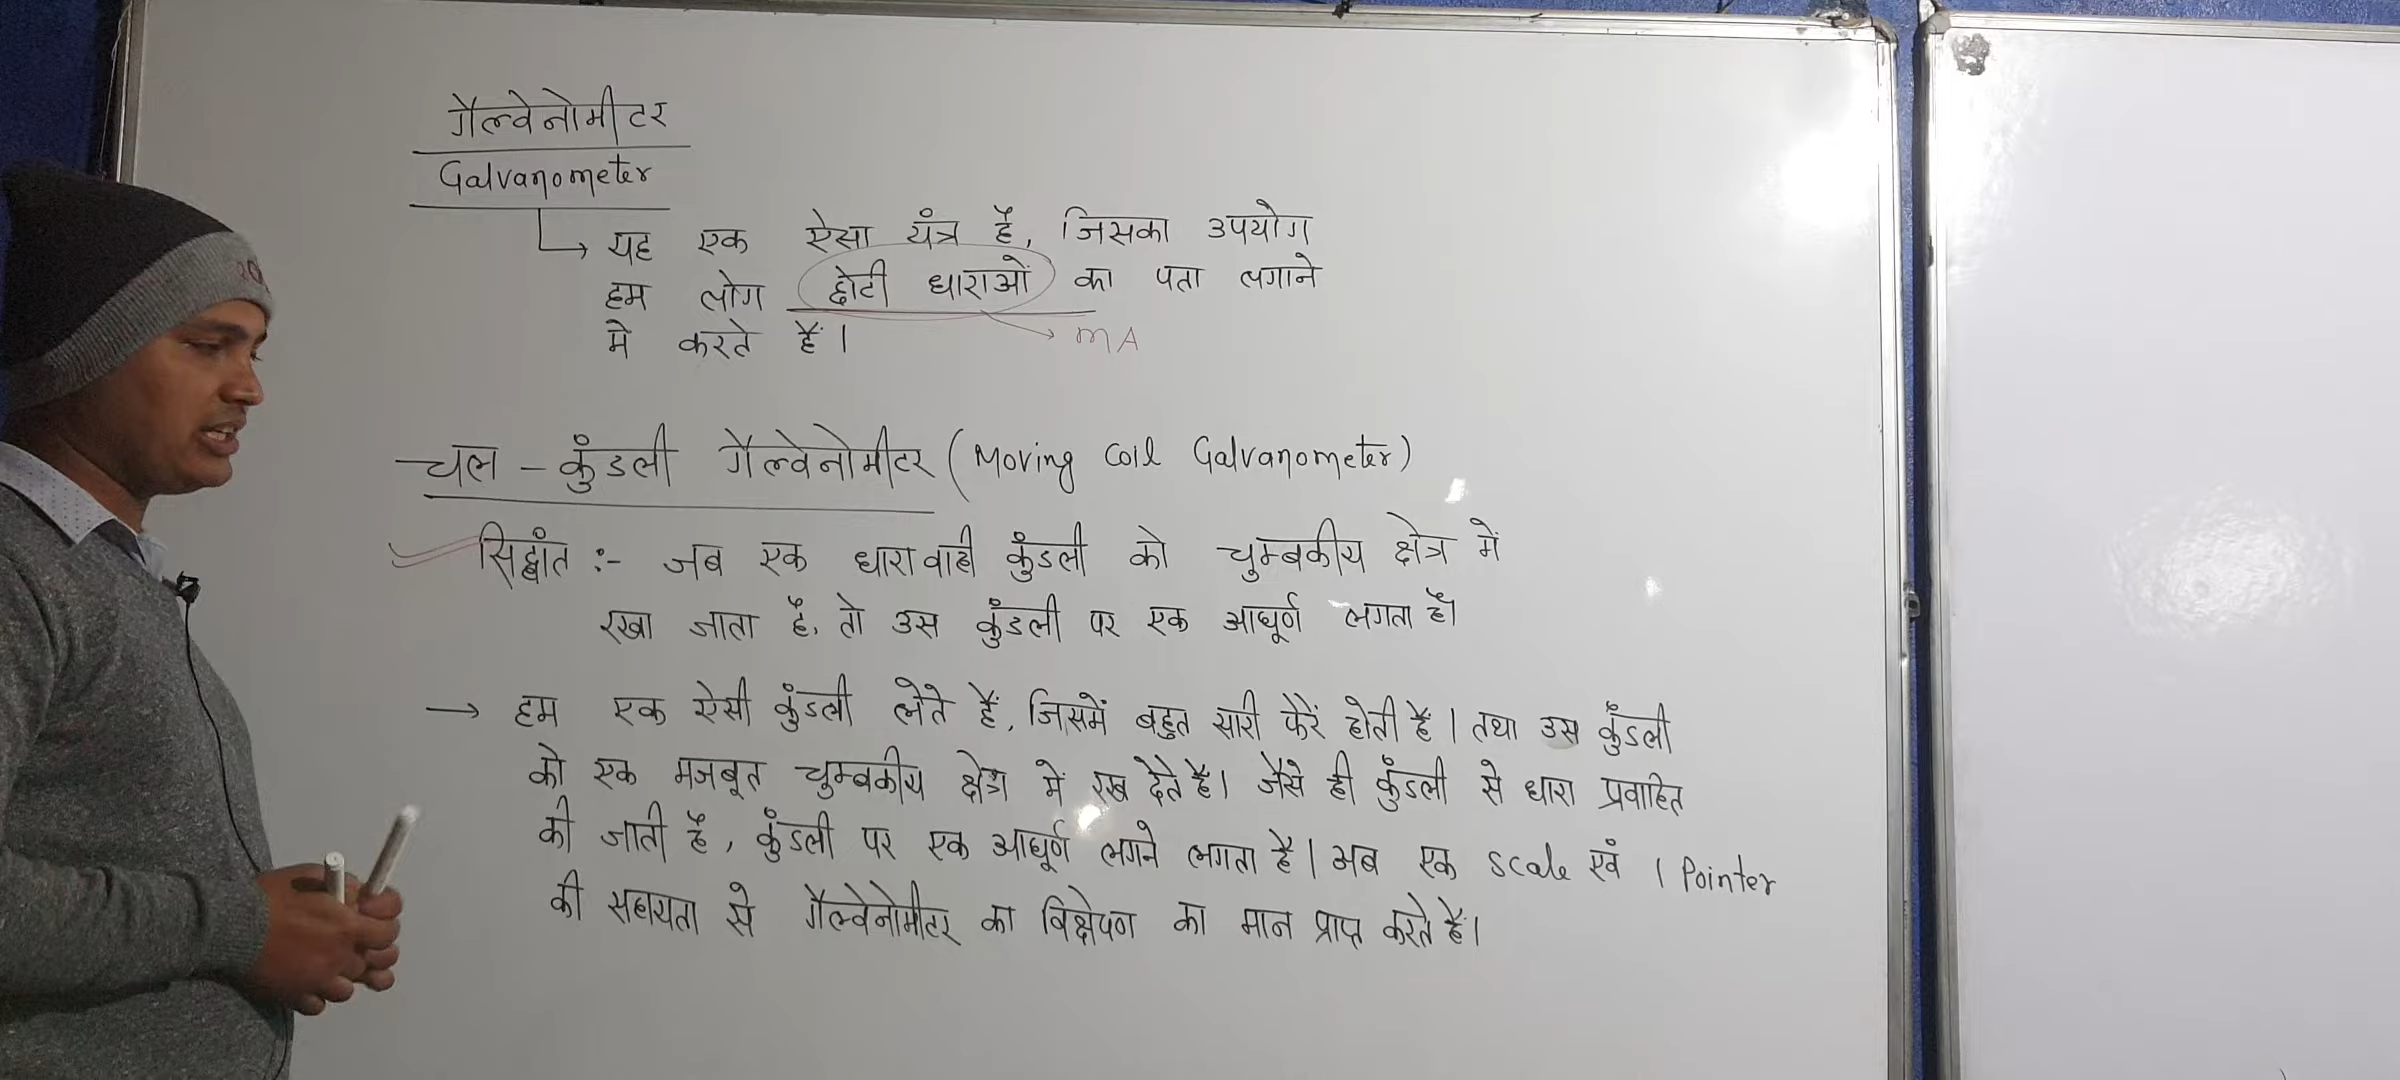 गैल्वेनोमीटर
Galvanometer
→ यह एक ऐसा यंत्र है, जिसका उपयोग
हम लोग छोटी धाराओं का पता लगाने
मे करते हैं।
→ mA
चल - कुंडली गैल्वेनोमीटर (Moving Coil Galvanometer)
सिद्धांत :- जब एक धारावाही कुंडली को चुम्बकीय क्षेत्र में
रखा जाता है, तो उस कुंडली पर एक आघूर्ण लगता है।
→ हम एक ऐसी कुंडली लेते हैं, जिसमें बहुत सारी फेरें होती हैं। तथा उस कुँडली
को एक मजबूत चुम्बकीय क्षेत्र में रख देते हैं। जैसे ही कुँडली से धारा प्रवाहित
की जाती है, कुंडली पर एक आघूर्ण लगने लगता है। अब एक Scale एवं 1 Pointer
की सहायता से गैल्वेनोमीटर का विक्षेपण का मान प्राप्त करते हैं।